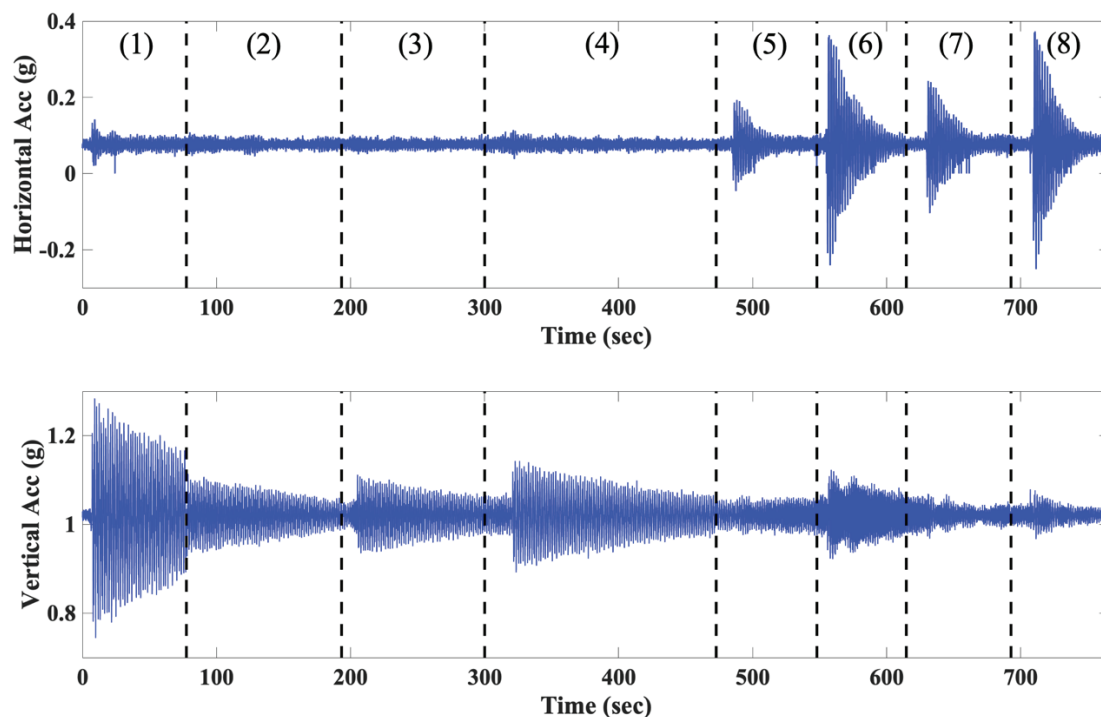 (1) (2) (3) (4) (5) (6) (7) (8)
0.4
0.2
0
-0.2
Horizontal Acc (g)
0 100 200 300 400 500 600 700
Time (sec)
1.2
1
0.8
Vertical Acc (g)
0 100 200 300 400 500 600 700
Time (sec)